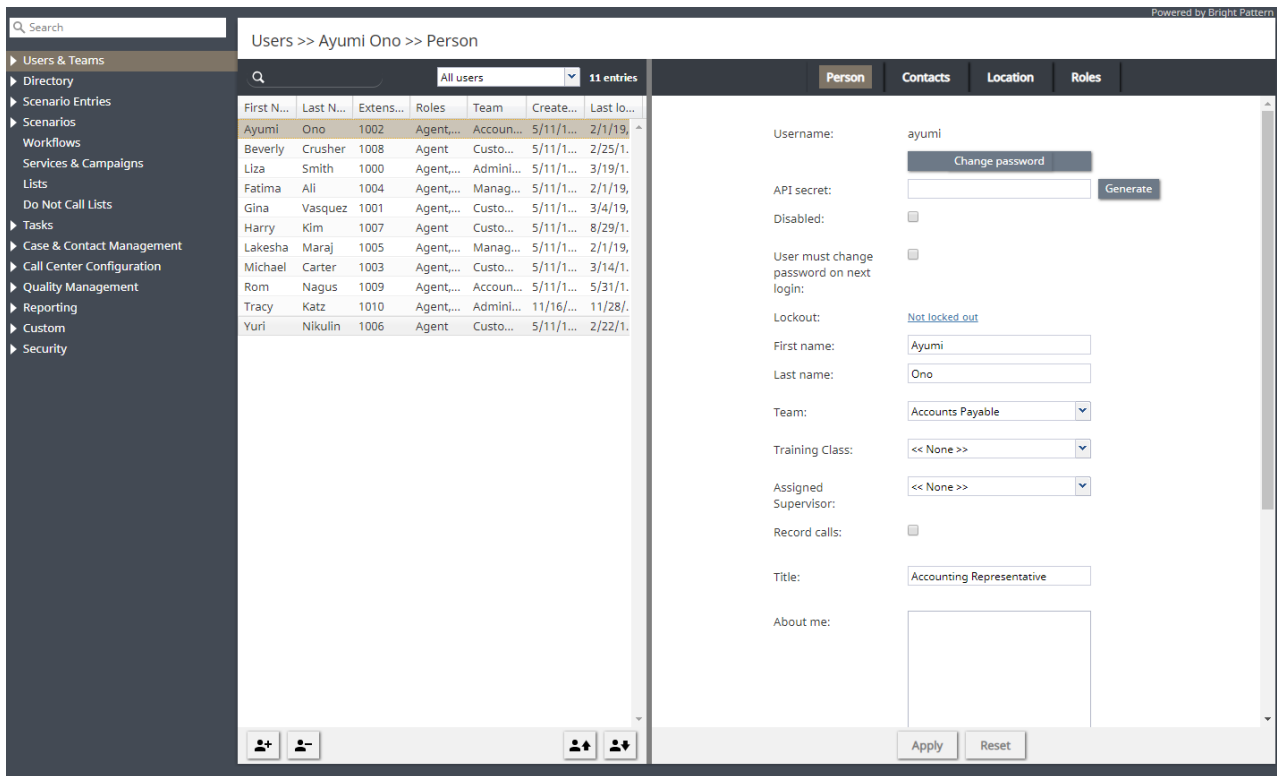 Powered by Bright Pattern
Search
Users & Teams
Directory
Scenario Entries
Scenarios
Workflows
Services & Campaigns
Lists
Do Not Call Lists
Tasks
Case & Contact Management
Call Center Configuration
Quality Management
Reporting
Custom
Security
Users >> Ayumi Ono >> Person
All users 11 entries
First N... Last N... Extens... Roles Team Create... Last lo...
Ayumi Ono 1002 Agent,... Accoun... 5/11/1... 2/1/19,
Beverly Crusher 1008 Agent Custo... 5/11/1... 2/25/1.
Liza Smith 1000 Agent,... Admini... 5/11/1... 3/19/1.
Fatima Ali 1004 Agent,... Manag... 5/11/1... 2/1/19,
Gina Vasquez 1001 Agent,... Custo... 5/11/1... 3/4/19,
Harry Kim 1007 Agent Custo... 5/11/1... 8/29/1.
Lakesha Maraj 1005 Agent,... Manag... 5/11/1... 2/1/19,
Michael Carter 1003 Agent,... Custo... 5/11/1... 3/14/1.
Rom Nagus 1009 Agent,... Accoun... 5/11/1... 5/31/1.
Tracy Katz 1010 Agent,... Admini... 11/16/... 11/28/.
Yuri Nikulin 1006 Agent Custo... 5/11/1... 2/22/1.
Person Contacts Location Roles
Username: ayumi
Change password
API secret: Generate
Disabled:
User must change
password on next
login:
Lockout: Not locked out
First name: Ayumi
Last name: Ono
Team: Accounts Payable
Training Class: << None >>
Assigned
Supervisor: << None >>
Record calls:
Title: Accounting Representative
About me:
Apply Reset